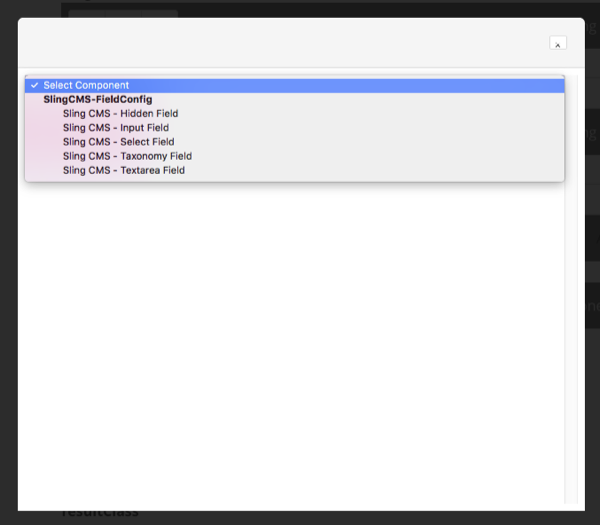 Select Component
SlingCMS-FieldConfig
Sling CMS - Hidden Field
Sling CMS - Input Field
Sling CMS - Select Field
Sling CMS - Taxonomy Field
Sling CMS - Textarea Field
resultClass